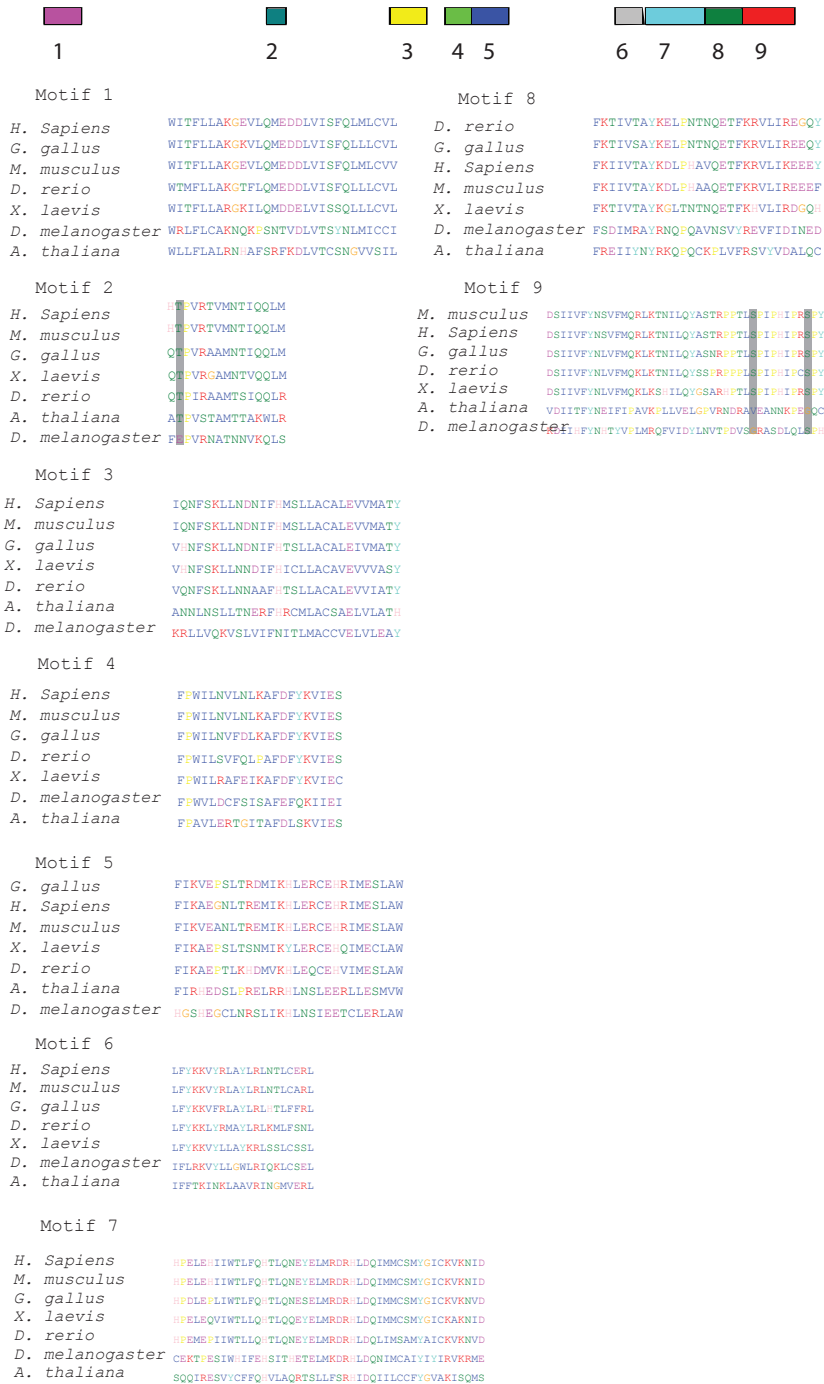 1 2 3 4 5 6 7 8 9
Motif 1
H. Sapiens WITFLLAKGEVLQMEDDLVISFQLMLCVL
G. gallus WITFLLAKGKVLQMEDDLVISFQLLLCVL
M. musculus WITFLLAKGEVLQMEDDLVISFQLMLCVV
D. rerio WTMFLLAKGTFLQMEDDLVISFQLLLCVL
X. laevis WITFLLARGKILQMDDELVISSQLLLCVL
D. melanogaster WRLFLCAKNQKPSNTVDLVTSYNLMICCI
A. thaliana WLLFLALRNHAFSRFKDLVTCSNGVVSIL
Motif 2
H. Sapiens HTPVRTVMNTIQQLM
M. musculus HTPVRTVMNTIQQLM
G. gallus QTPVRAAMNTIQQLM
X. laevis QTPVRGAMNTVQQLM
D. rerio QTPIRAAMTSIQQLR
A. thaliana ATPVSTAMTTAKWLR
D. melanogaster FEPVRNATNNVKQLS
Motif 3
H. Sapiens IQNFSKLLNDNIFHMSLLACALEVVMATY
M. musculus IQNFSKLLNDNIFHMSLLACALEVVMATY
G. gallus VHNFSKLLNDNIFHTSLLACALEIVMATY
X. laevis VHNFSKLLNNDIFHICLLACAVEVVVASY
D. rerio VQNFSKLLNNAAFHTSLLACALEVVIATY
A. thaliana ANNLNSLLTNERFHRCMLACSAELVLATH
D. melanogaster KRLLVQKVSLVIFNITLMACCVELVLEAY
Motif 4
H. Sapiens FPWILNVLNLKAFDFYKVIES
M. musculus FPWILNVLNLKAFDFYKVIES
G. gallus FPWILNVFDLKAFDFYKVIES
D. rerio FPWILSVFQLPAFDFYKVIES
X. laevis FPWILRAFEIKAFDFYKVIEC
D. melanogaster FPWVLDCFSISAFEFQKIIEI
A. thaliana FPAVLERTGITAFDLSKVIES
Motif 5
G. gallus FIKVEPSLTRDMIKHLERCEHRIMESLAW
H. Sapiens FIKAEGNLTREMIKHLERCEHRIMESLAW
M. musculus FIKVEANLTREMIKHLERCEHRIMESLAW
X. laevis FIKAEPSLTSNMIKYLERCEHQIMECLAW
D. rerio FIKAEPTLKHDMVKHLEQCEHVIMESLAW
A. thaliana FIRHEDSLPRELRRHLNSLEERLLESMVW
D. melanogaster HGSHEGCLNRSLIKHLNSIEETCLERLAW
Motif 6
H. Sapiens LFYKKVYRLAYLRLNTLCERL
M. musculus LFYKKVYRLAYLRLNTLCARL
G. gallus LFYKKVFRLAYLRLHTLFFRL
D. rerio LFYKKLYRMAYLRLKMLFSNL
X. laevis LFYKKVYLLAYKRLSSLCSSL
D. melanogaster IFLRKVYLLGWLRIQKLCSEL
A. thaliana IFFTKINKLAAVRINGMVERL
Motif 7
H. Sapiens HPELEHIIWTLFQHTLQNEYELMRDRHLDQIMMCSMYGICKVKNID
M. musculus HPELEHIIWTLFQHTLQNEYELMRDRHLDQIMMCSMYGICKVKNID
G. gallus HPDLEPLIWTLFQHTLQNESELMRDRHLDQIMMCSMYGICKVKNVD
X. laevis HPELEQVIWTLLQHTLQQEYELMRDRHLDQIMMCSMYGICKAKNID
D. rerio HPEMEPIIWTLLQHTLQNEYELMRDRHLDQLIMSAMYAICKVKNVD
D. melanogaster CEKTPESIWHIFEHSITHETELMKDRHLDQNIMCAIYIYIRVKRME
A. thaliana SQQIRESVYCFFQHVLAQRTSLLFSRHIDQIILCCFYGVAKISQMS
Motif 8
D. rerio FKTIVTAYKELPNTNQETFKRVLIREGQY
G. gallus FKTIVSAYKELPNTNQETFKRVLIREEQY
H. Sapiens FKIIVTAYKDLPHAVQETFKRVLIKEEEY
M. musculus FKIIVTAYKDLPHAAQETFKRVLIREEEF
X. laevis FKTIVTAYKGLTNTNQETFKHVLIRDGQH
D. melanogaster FSDIMRAYRNQPQAVNSVYREVFIDINED
A. thaliana FREIIYNYRKQPQCKPLVFRSVYVDALQC
Motif 9
M. musculus DSIIVFYNSVFMQRLKTNILQYASTRPPTLSPIPHIPRSPY
H. Sapiens DSIIVFYNSVFMQRLKTNILQYASTRPPTLSPIPHIPRSPY
G. gallus DSIIVFYNLVFMQKLKTNILQYASNRPPTLSPIPHIPRSPY
D. rerio DSIIVFYNLVFMQKLKTNILQYSSPRPPPLSPIPHIPCSPY
X. laevis DSIIVFYNLVFMQKLKSHILQYGSARHPTLSPIPHIPRSPY
A. thaliana VDIITFYNEIFIPAVKPLLVELGPVRNDRAVEANNKPEGQC
D. melanogaster KDIIHFYNHTYVPLMRQFVIDYLNVTPDVSRRASDLQLSPH